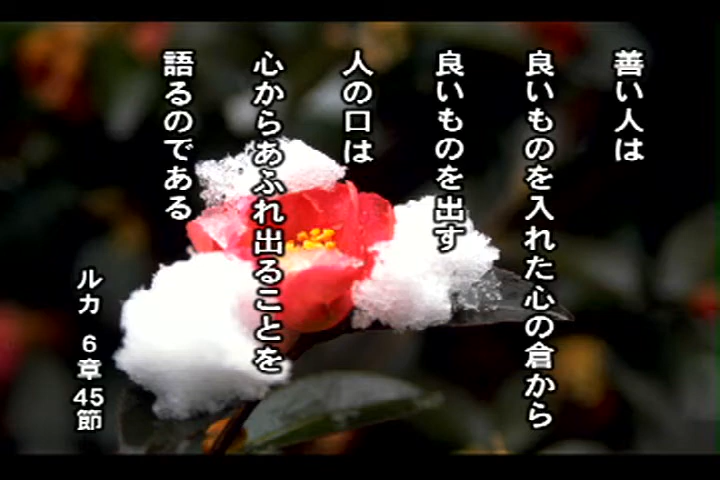 善い人は
良いものを入れた心の倉から
良いものを出す
人の口は
心からあふれ出ることを
語るのである
ルカ 6章45節